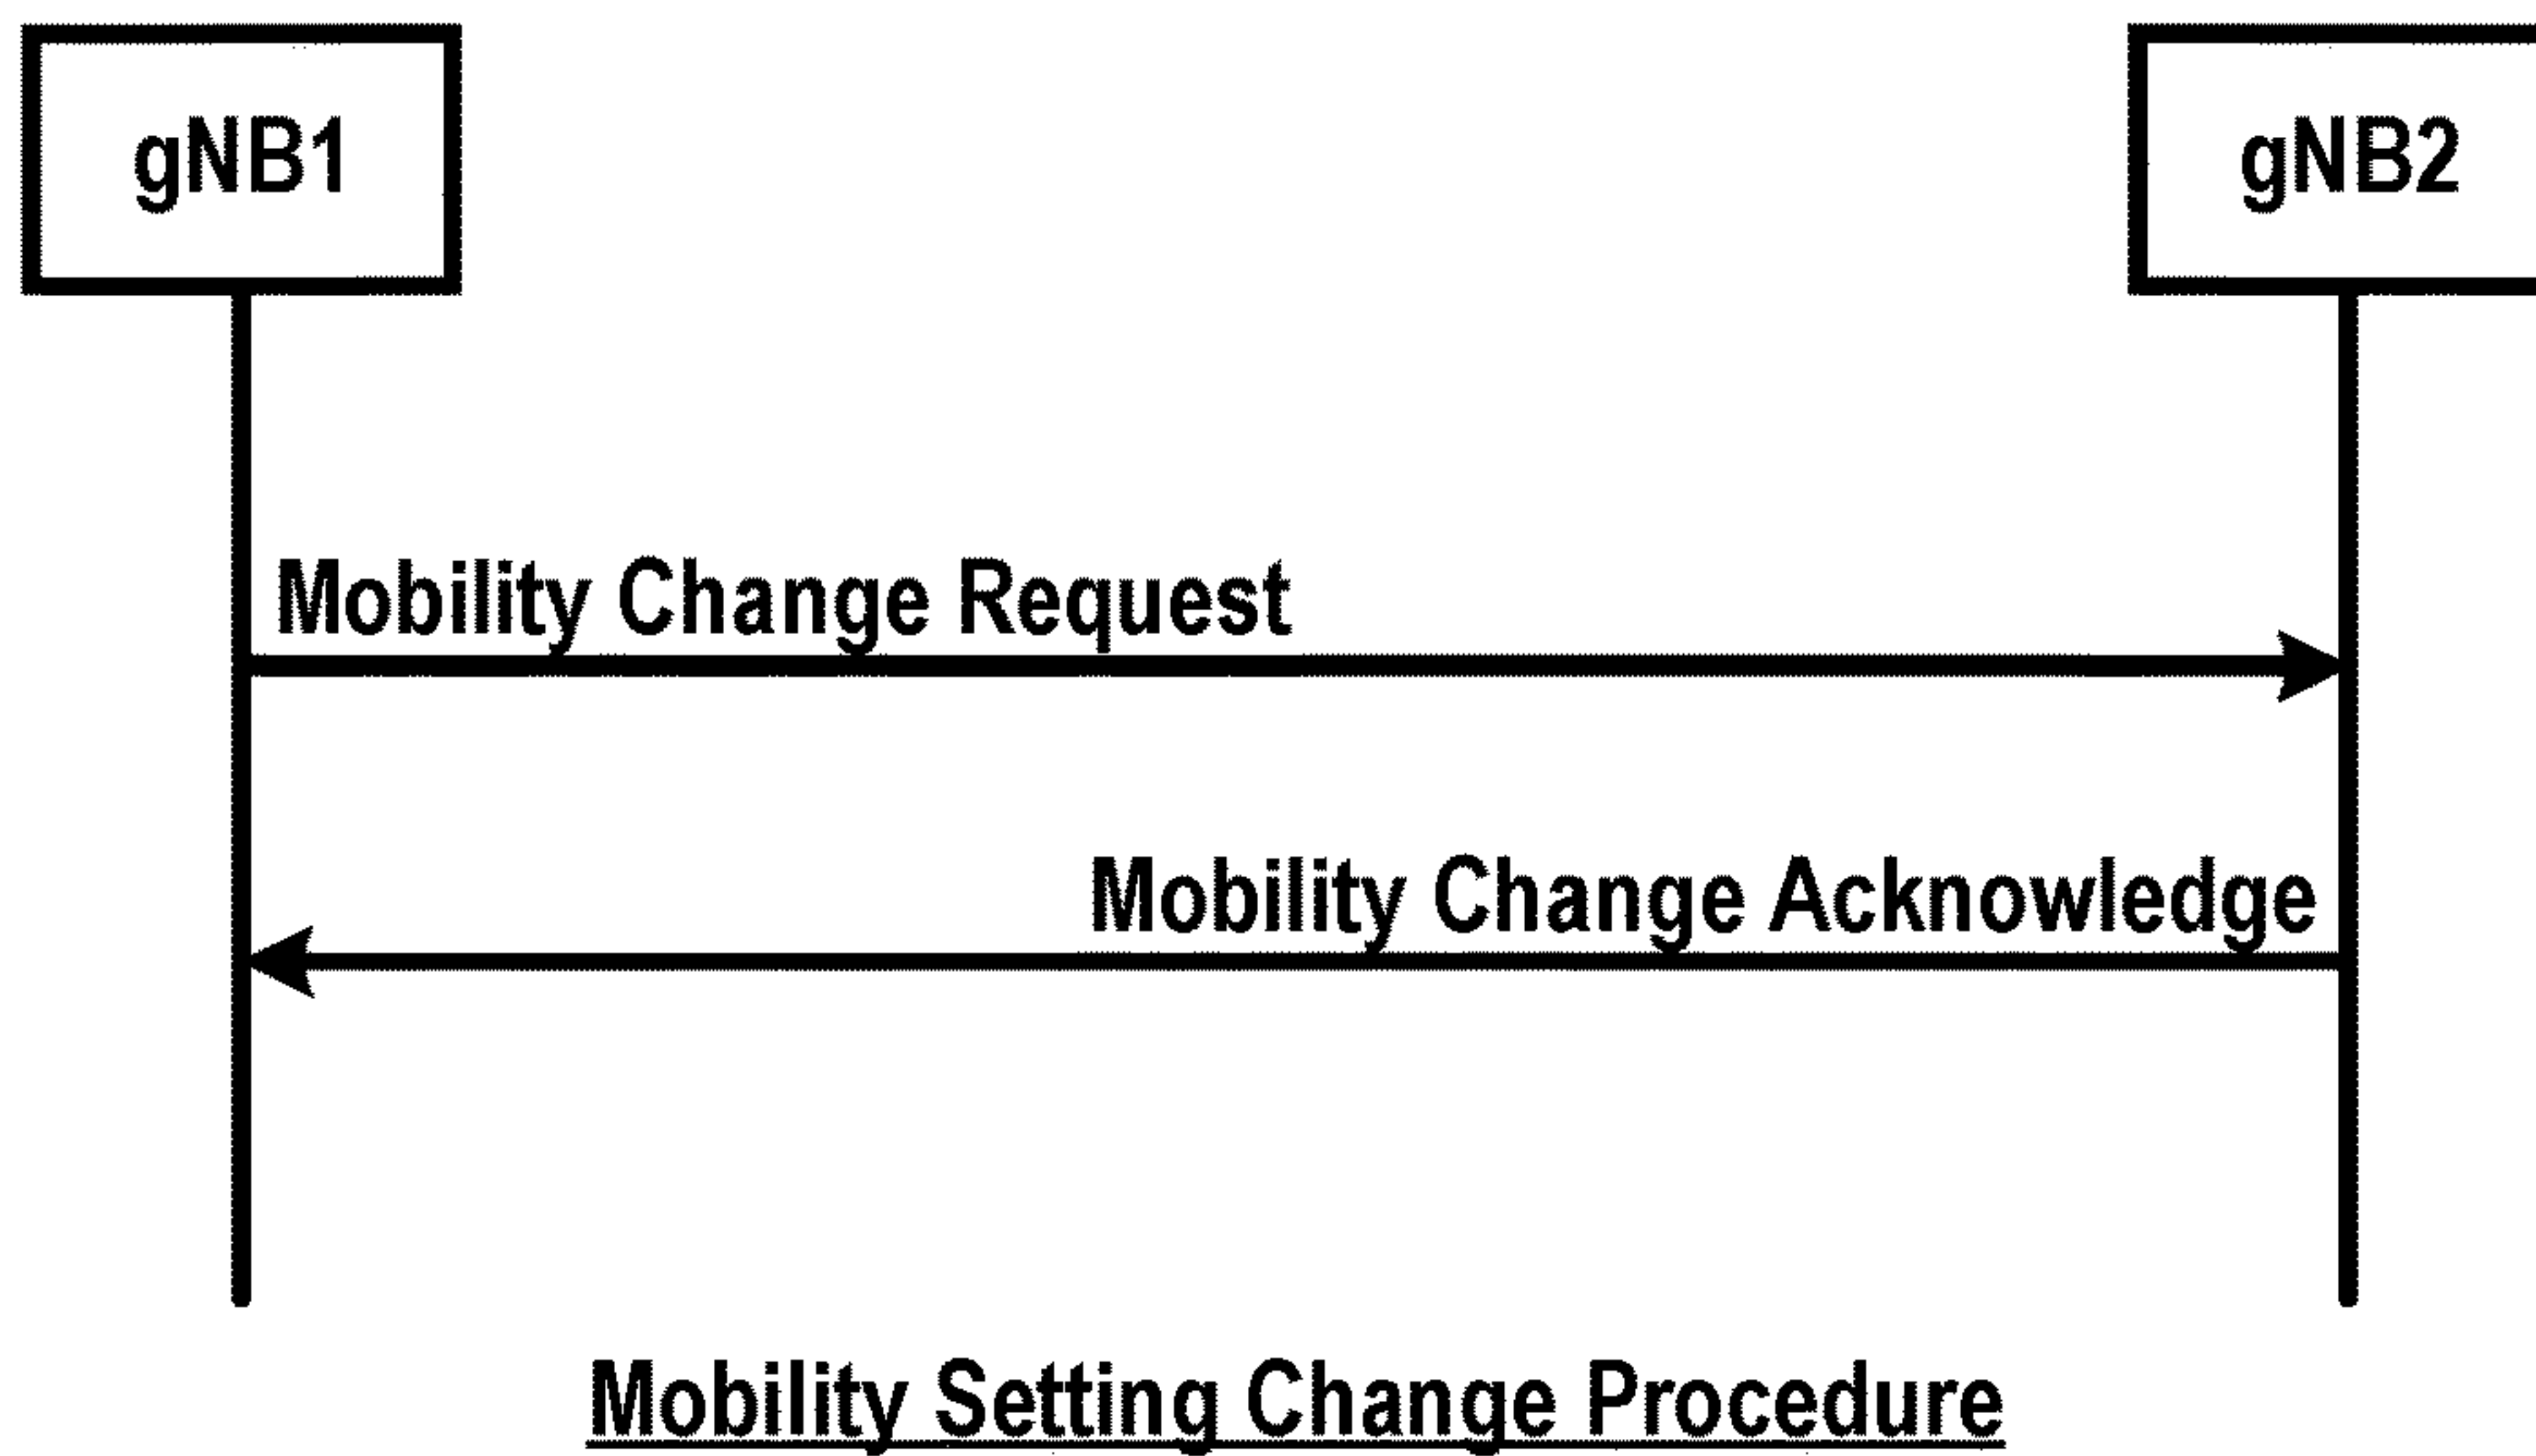 gNB1
gNB2
Mobility Change Request
Mobility Change Acknowledge
Mobility Setting Change Procedure